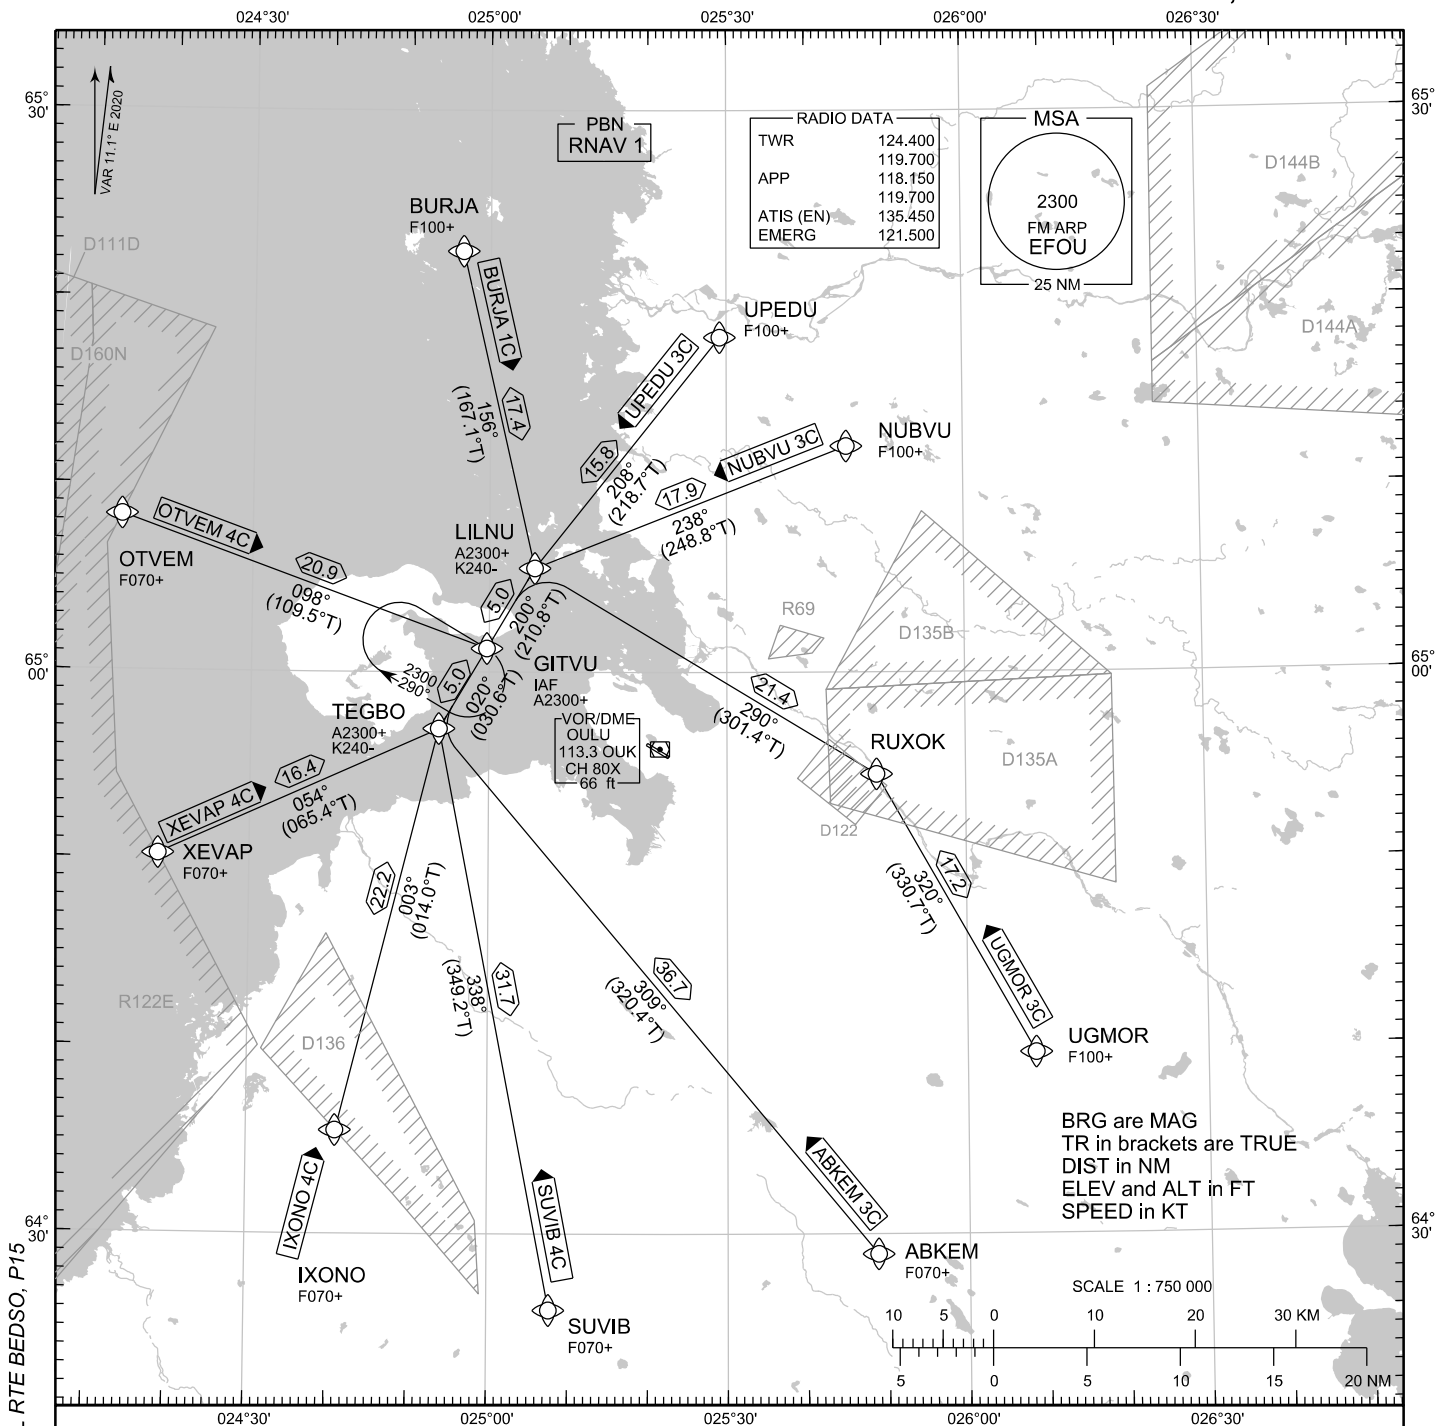 024°30'
025°00'
025°30'
026°00'
026°30'
65°
30'
65°
30'
VAR 11.1° E 2020
PBN
RNAV 1
RADIO DATA
TWR 124.400
119.700
APP 118.150
119.700
ATIS (EN) 135.450
EMERG 121.500
MSA
2300
FM ARP
EFOU
25 NM
D144B
D144A
D111D
D160N
BURJA
F100+
BURJA 1C
17.4
156°
(167.1°T)
UPEDU
F100+
UPEDU 3C
15.8
208°
(218.7°T)
NUBVU
F100+
NUBVU 3C
17.9
238°
(248.8°T)
OTVEM
F070+
OTVEM 4C
20.9
098°
(109.5°T)
LILNU
A2300+
K240-
5.0
200°
(210.8°T)
R69
D135B
65°
00'
65°
00'
GITVU
IAF
A2300+
2300
290°
5.0
020°
(030.6°T)
TEGBO
A2300+
K240-
VOR/DME
OULU
113.3 OUK
CH 80X
66 ft
21.4
290°
(301.4°T)
RUXOK
D135A
D122
XEVAP 4C
16.4
054°
(065.4°T)
XEVAP
F070+
22.2
003°
(014.0°T)
17.2
320°
(330.7°T)
UGMOR 3C
UGMOR
F100+
31.7
338°
(349.2°T)
36.7
309°
(320.4°T)
R122E
D136
IXONO 4C
IXONO
F070+
SUVIB 4C
SUVIB
F070+
ABKEM 3C
ABKEM
F070+
BRG are MAG
TR in brackets are TRUE
DIST in NM
ELEV and ALT in FT
SPEED in KT
64°
30'
64°
30'
SCALE 1 : 750 000
10 5 0 10 20 30 KM
5 0 5 10 15 20 NM
RTE BEDSO, P15
024°30'
025°00'
025°30'
026°00'
026°30'